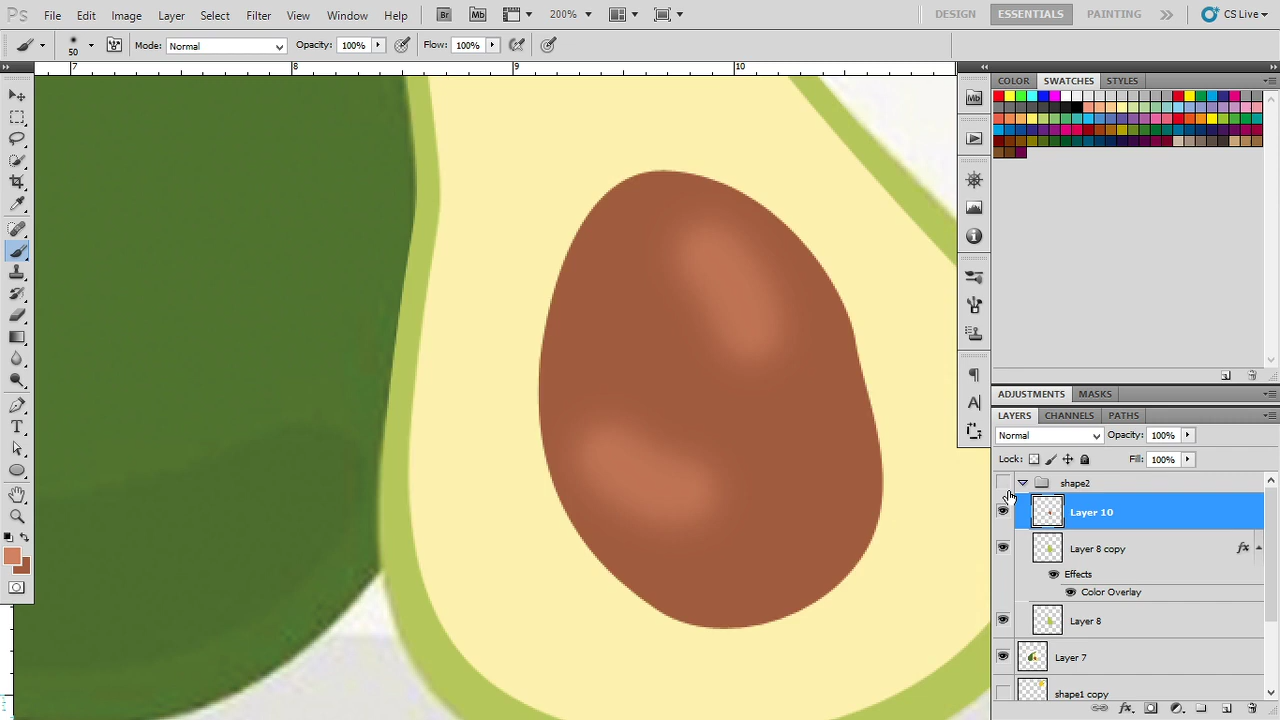 Ps File Edit Image Layer Select Filter View Window Help Br Mb 200% DESIGN ESSENTIALS PAINTING CS Live
50 Mode: Normal Opacity: 100% Flow: 100%
7 8 9 10
COLOR SWATCHES STYLES
Mb
ADJUSTMENTS MASKS
LAYERS CHANNELS PATHS
Normal Opacity: 100%
Lock: Fill: 100%
shape2
Layer 10
Layer 8 copy fx
Effects
Color Overlay
Layer 8
Layer 7
shape1 copy
fx